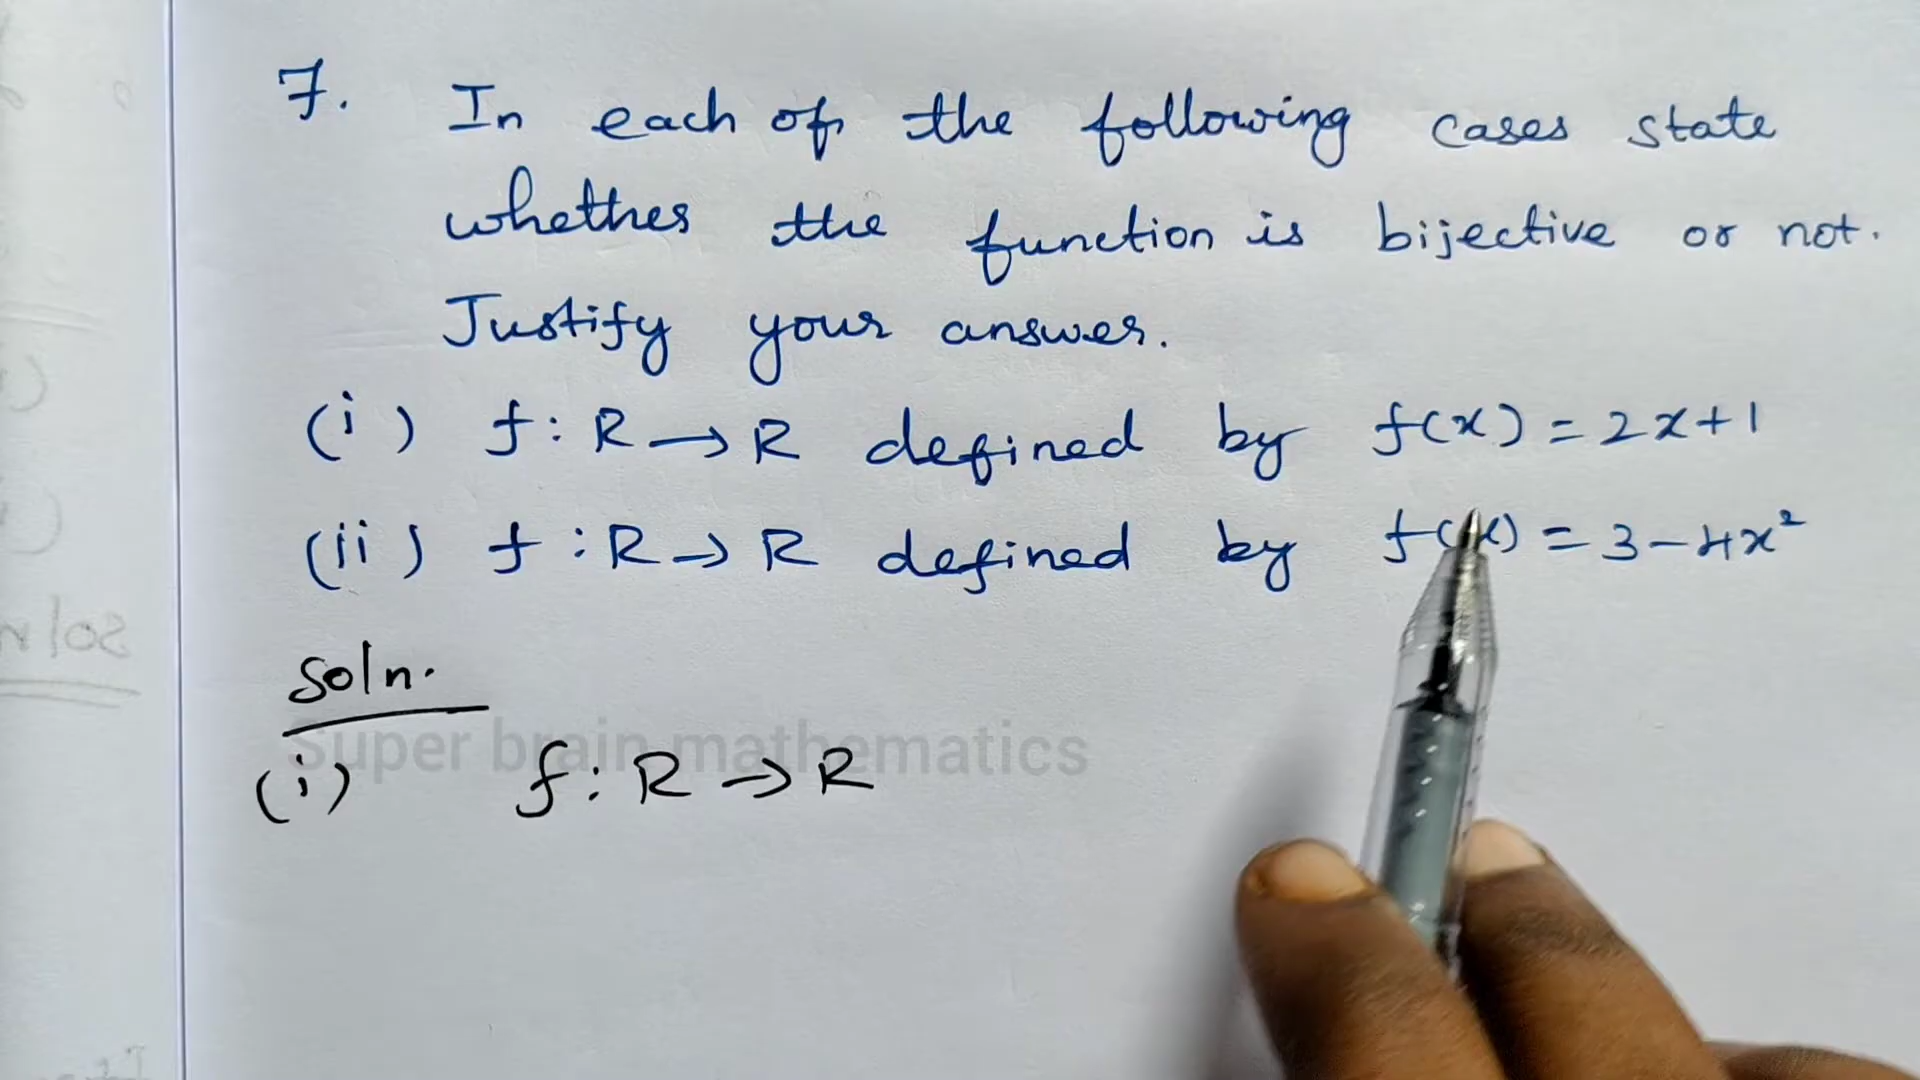 7. In each of the following cases state
whether the function is bijective or not.
Justify your answer.
(i) f : R → R defined by f(x) = 2x+1
(ii) f : R → R defined by f(x) = 3-4x²
Soln.
Super brain mathematics
(i) f : R → R